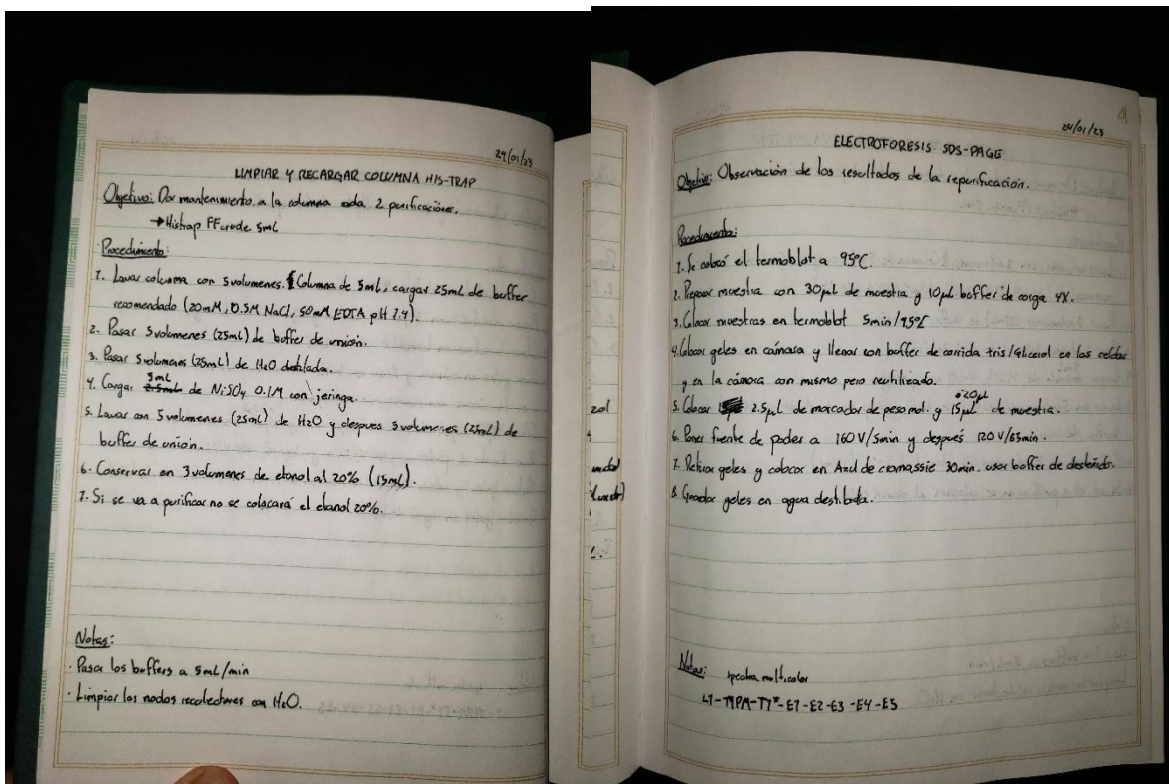 24/01/23
LIMPIAR Y RECARGAR COLUMNA HIS-TRAP
Objetivo: Dar mantenimiento a la columna cada 2 purificaciones.
→ Histrap FF crude 5mL
Procedimiento:
1. Lavar columna con 5 volumenes. Columna de 5mL, cargar 25mL de buffer
recomendado (20mM, 0.5M NaCl, 50mM EDTA pH 7.4).
2. Pasar 5 volumenes (25mL) de buffer de unión.
3. Pasar 5 volumenes (25mL) de H2O destilada.
4. Cargar 5mL de NiSO4 0.1M con jeringa.
5. Lavar con 5 volumenes (25mL) de H2O y despues 5 volumenes (25mL) de
buffer de unión.
6. Conservar en 3 volumenes de etanol al 20% (15mL).
7. Si se va a purificar no se colocará el etanol 20%.
Notas:
· Pasar los buffers a 5mL/min
· Limpiar los nodos recolectores con H2O.
24/01/23
ELECTROFORESIS SDS-PAGE
Objetivo: Observación de los resultados de la repurificación.
Procedimiento:
1. Se colocó el termoblot a 95°C.
2. Preparar muestra con 30µL de muestra y 10µL buffer de carga 4X.
3. Colocar muestras en termoblot 5min/95°C
4. Colocar geles en cámara y llenar con buffer de corrida tris/Glicerol en las celdas
y en la cámara con mismo pero reutilizado.
5. Colocar 2.5µL de marcador de peso mol. y 15µL ó 20µL de muestra.
6. Poner fuente de poder a 160V/5min y después 120V/65min.
7. Retirar geles y colocar en Azul de comassie 30min, usar buffer de desteñido.
8. Guardar geles en agua destilada.
Notas: spectra multicolor